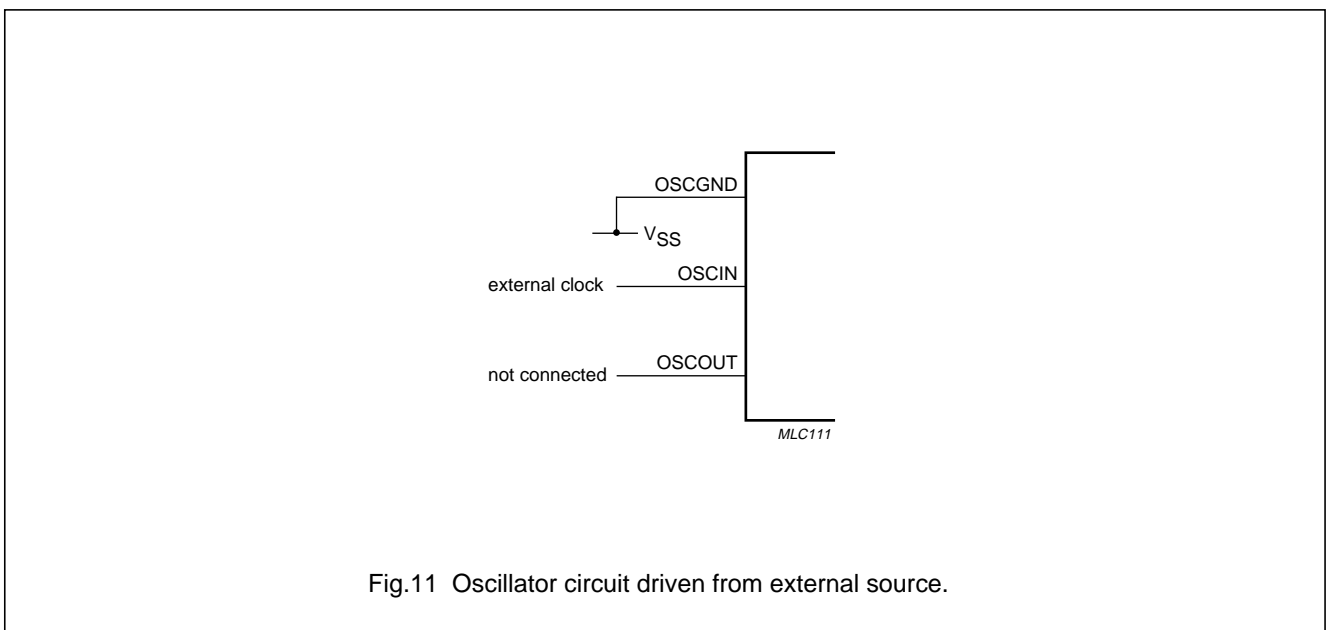 OSCGND
VSS
external clock OSCIN
not connected OSCOUT
MLC111
Fig.11 Oscillator circuit driven from external source.